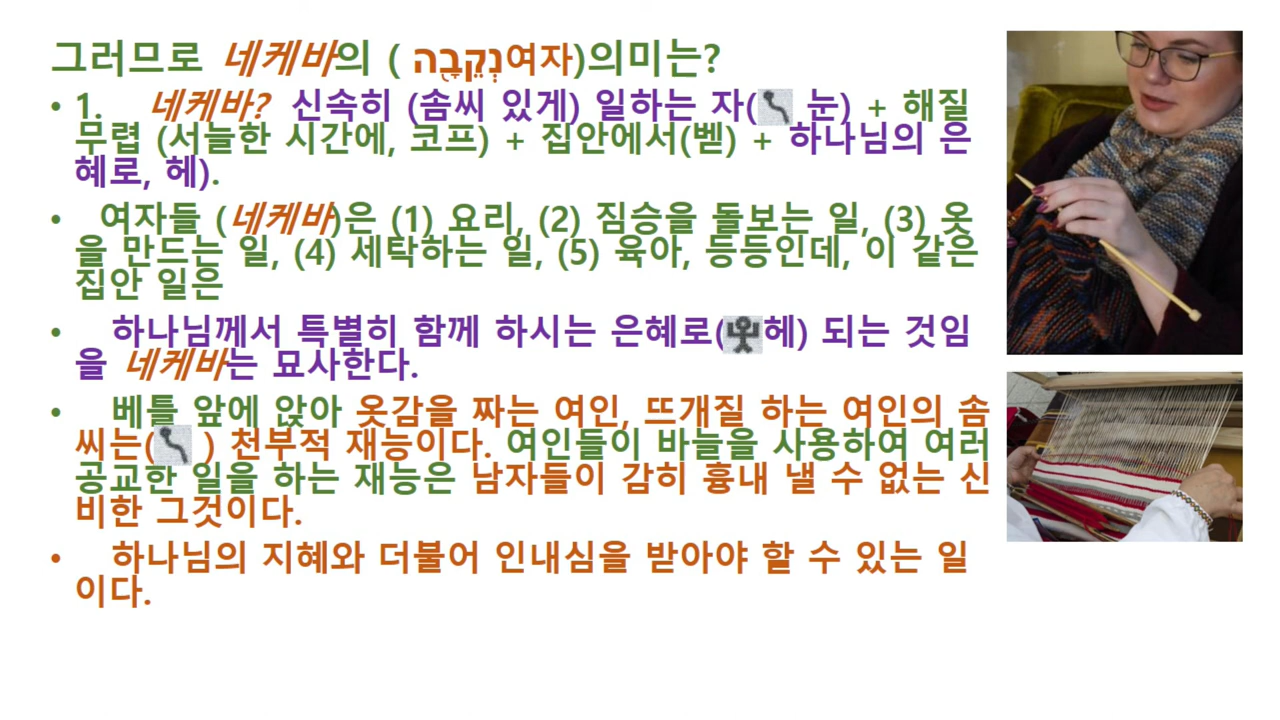 그러므로 네케바의 ( נְקֵבָ֖ה여자)의미는?
• 1. 네케바? 신속히 (솜씨 있게) 일하는 자( 눈) + 해질
무렵 (서늘한 시간에, 코프) + 집안에서(벧) + 하나님의 은
혜로, 헤).
• 여자들 (네케바)은 (1) 요리, (2) 짐승을 돌보는 일, (3) 옷
을 만드는 일, (4) 세탁하는 일, (5) 육아, 등등인데, 이 같은
집안 일은
• 하나님께서 특별히 함께 하시는 은혜로( 헤) 되는 것임
을 네케바는 묘사한다.
• 베틀 앞에 앉아 옷감을 짜는 여인, 뜨개질 하는 여인의 솜
씨는( ) 천부적 재능이다. 여인들이 바늘을 사용하여 여러
공교한 일을 하는 재능은 남자들이 감히 흉내 낼 수 없는 신
비한 그것이다.
• 하나님의 지혜와 더불어 인내심을 받아야 할 수 있는 일
이다.